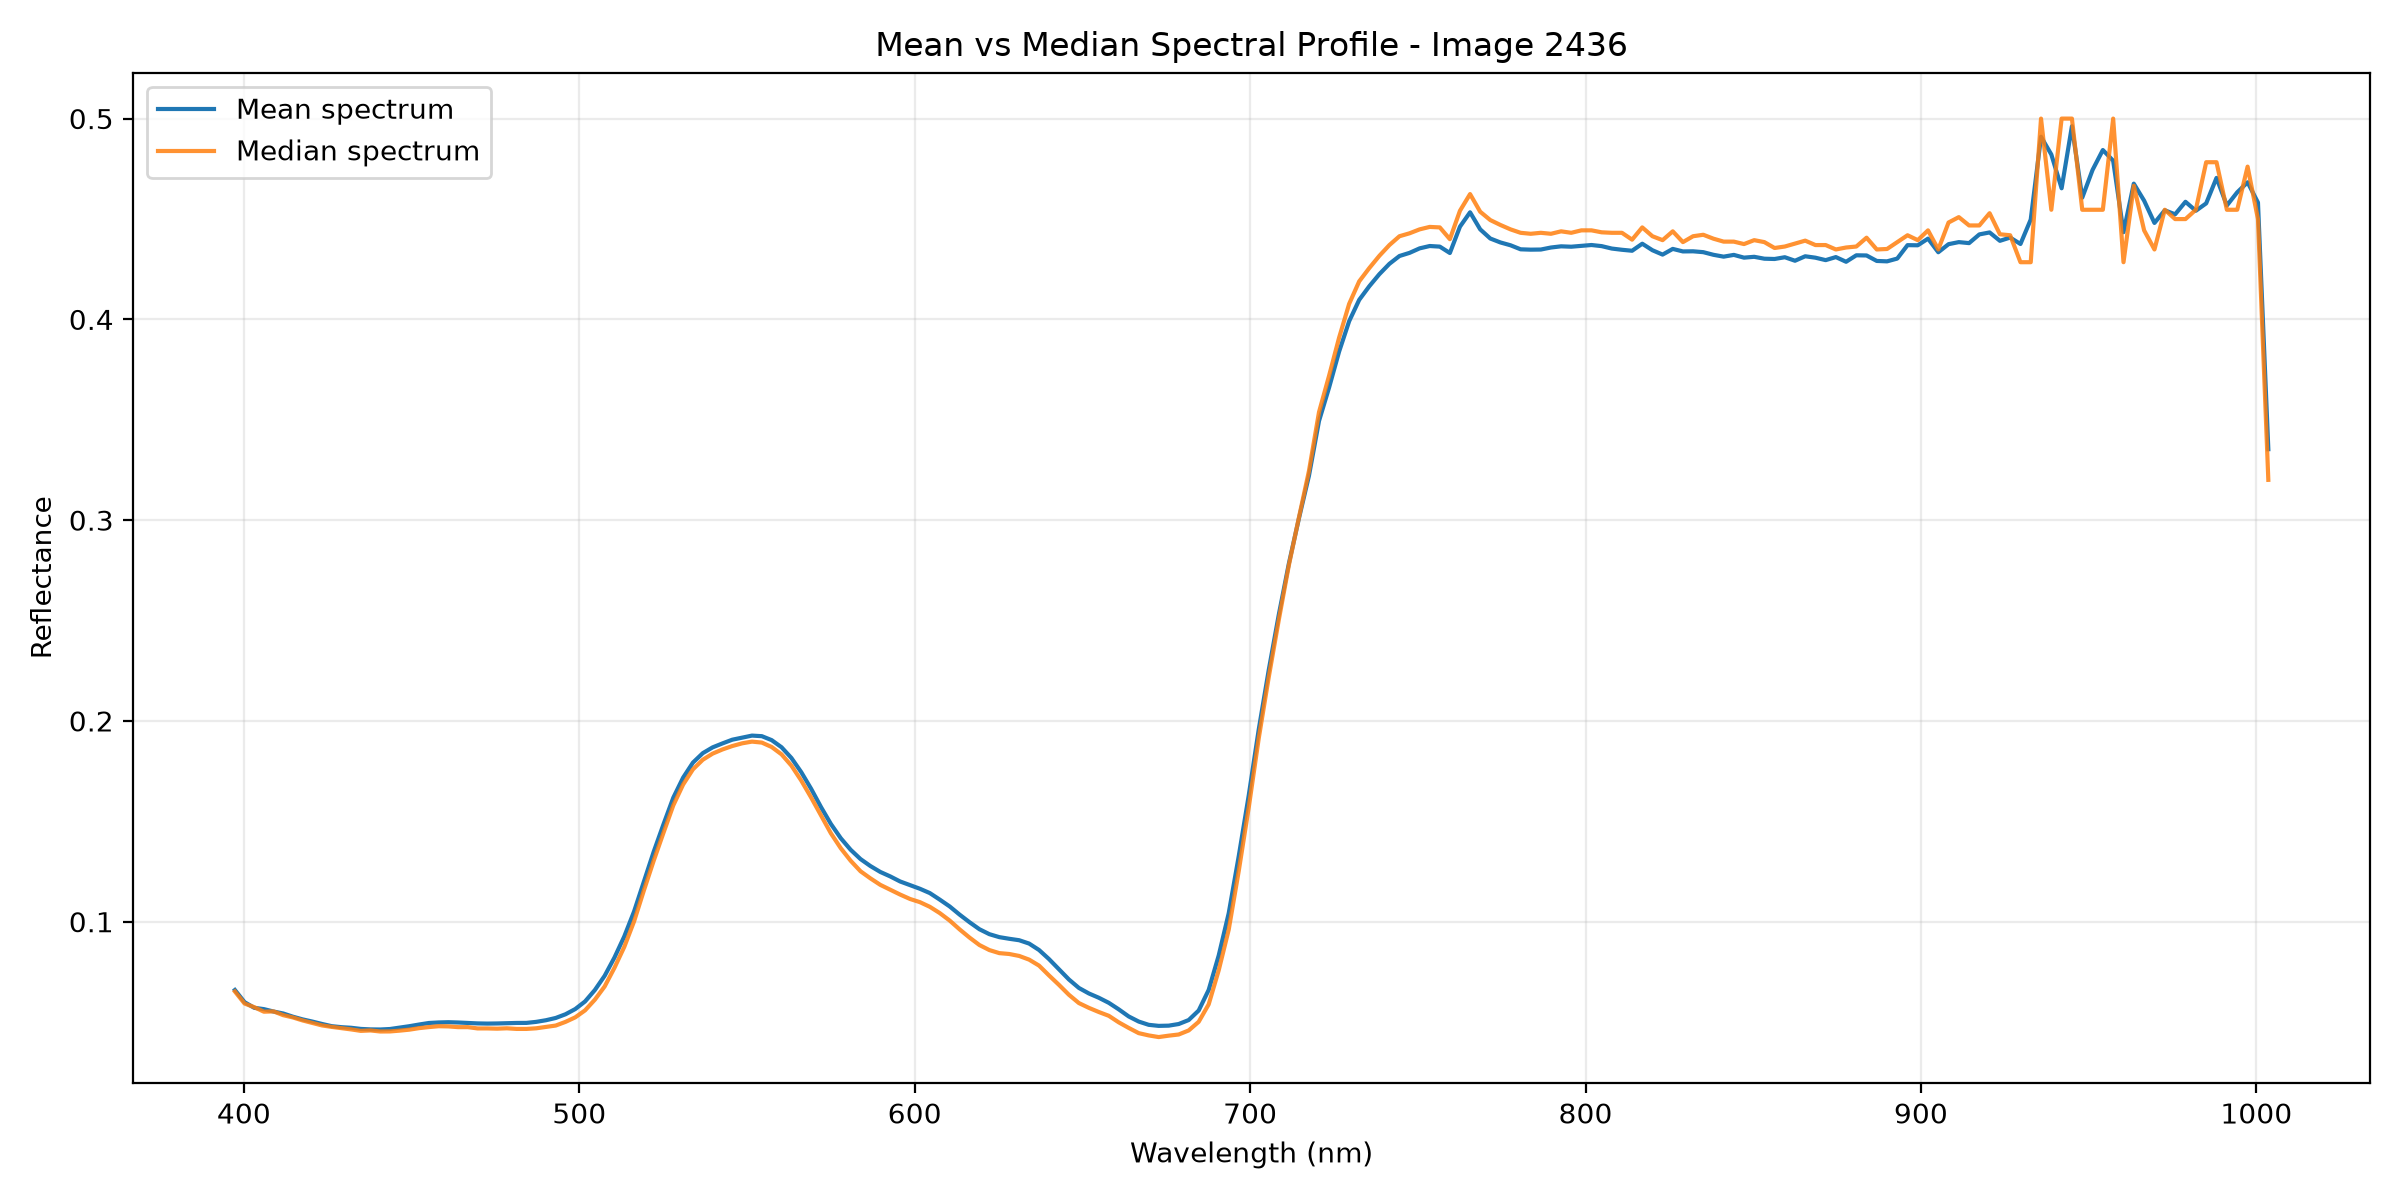 Mean vs Median Spectral Profile - Image 2436
Mean spectrum
Median spectrum
0.5
0.4
0.3
0.2
0.1
Reflectance
400 500 600 700 800 900 1000
Wavelength (nm)